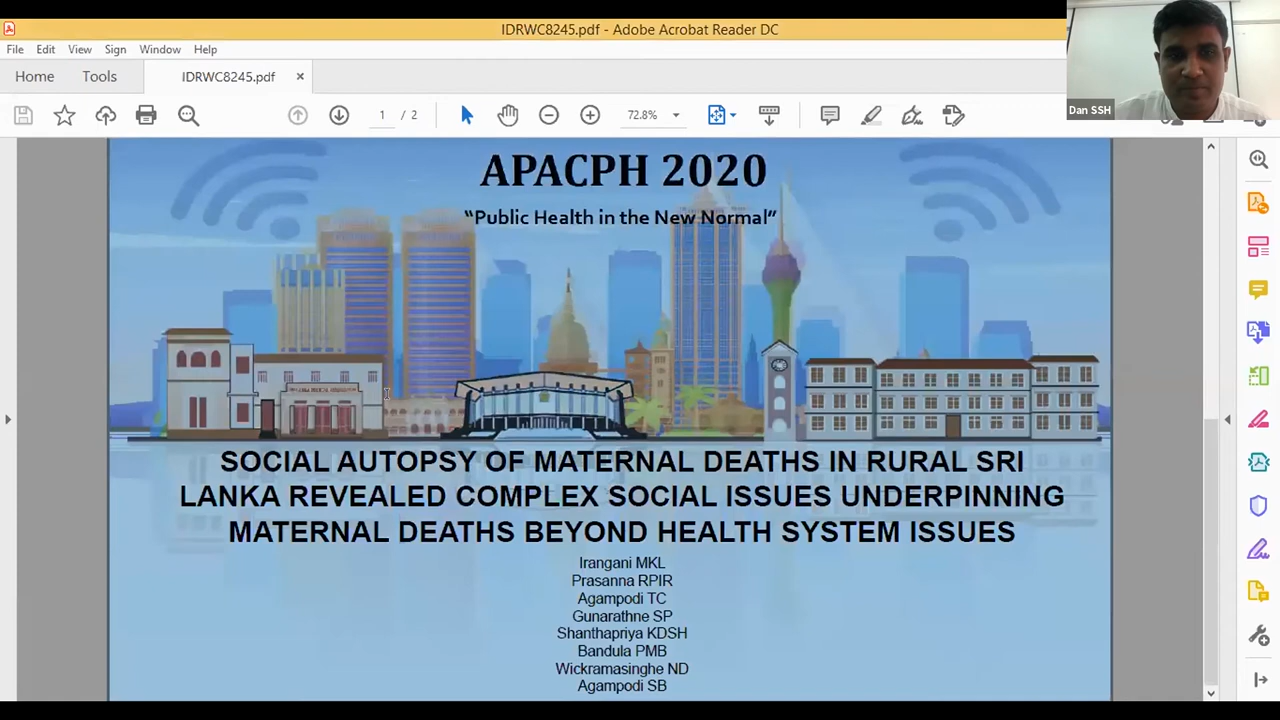 IDRWC8245.pdf - Adobe Acrobat Reader DC
File Edit View Sign Window Help
Home Tools IDRWC8245.pdf ×
1 / 2 72.8%
Dan SSH
APACPH 2020
“Public Health in the New Normal”
SOCIAL AUTOPSY OF MATERNAL DEATHS IN RURAL SRI
LANKA REVEALED COMPLEX SOCIAL ISSUES UNDERPINNING
MATERNAL DEATHS BEYOND HEALTH SYSTEM ISSUES
Irangani MKL
Prasanna RPIR
Agampodi TC
Gunarathne SP
Shanthapriya KDSH
Bandula PMB
Wickramasinghe ND
Agampodi SB